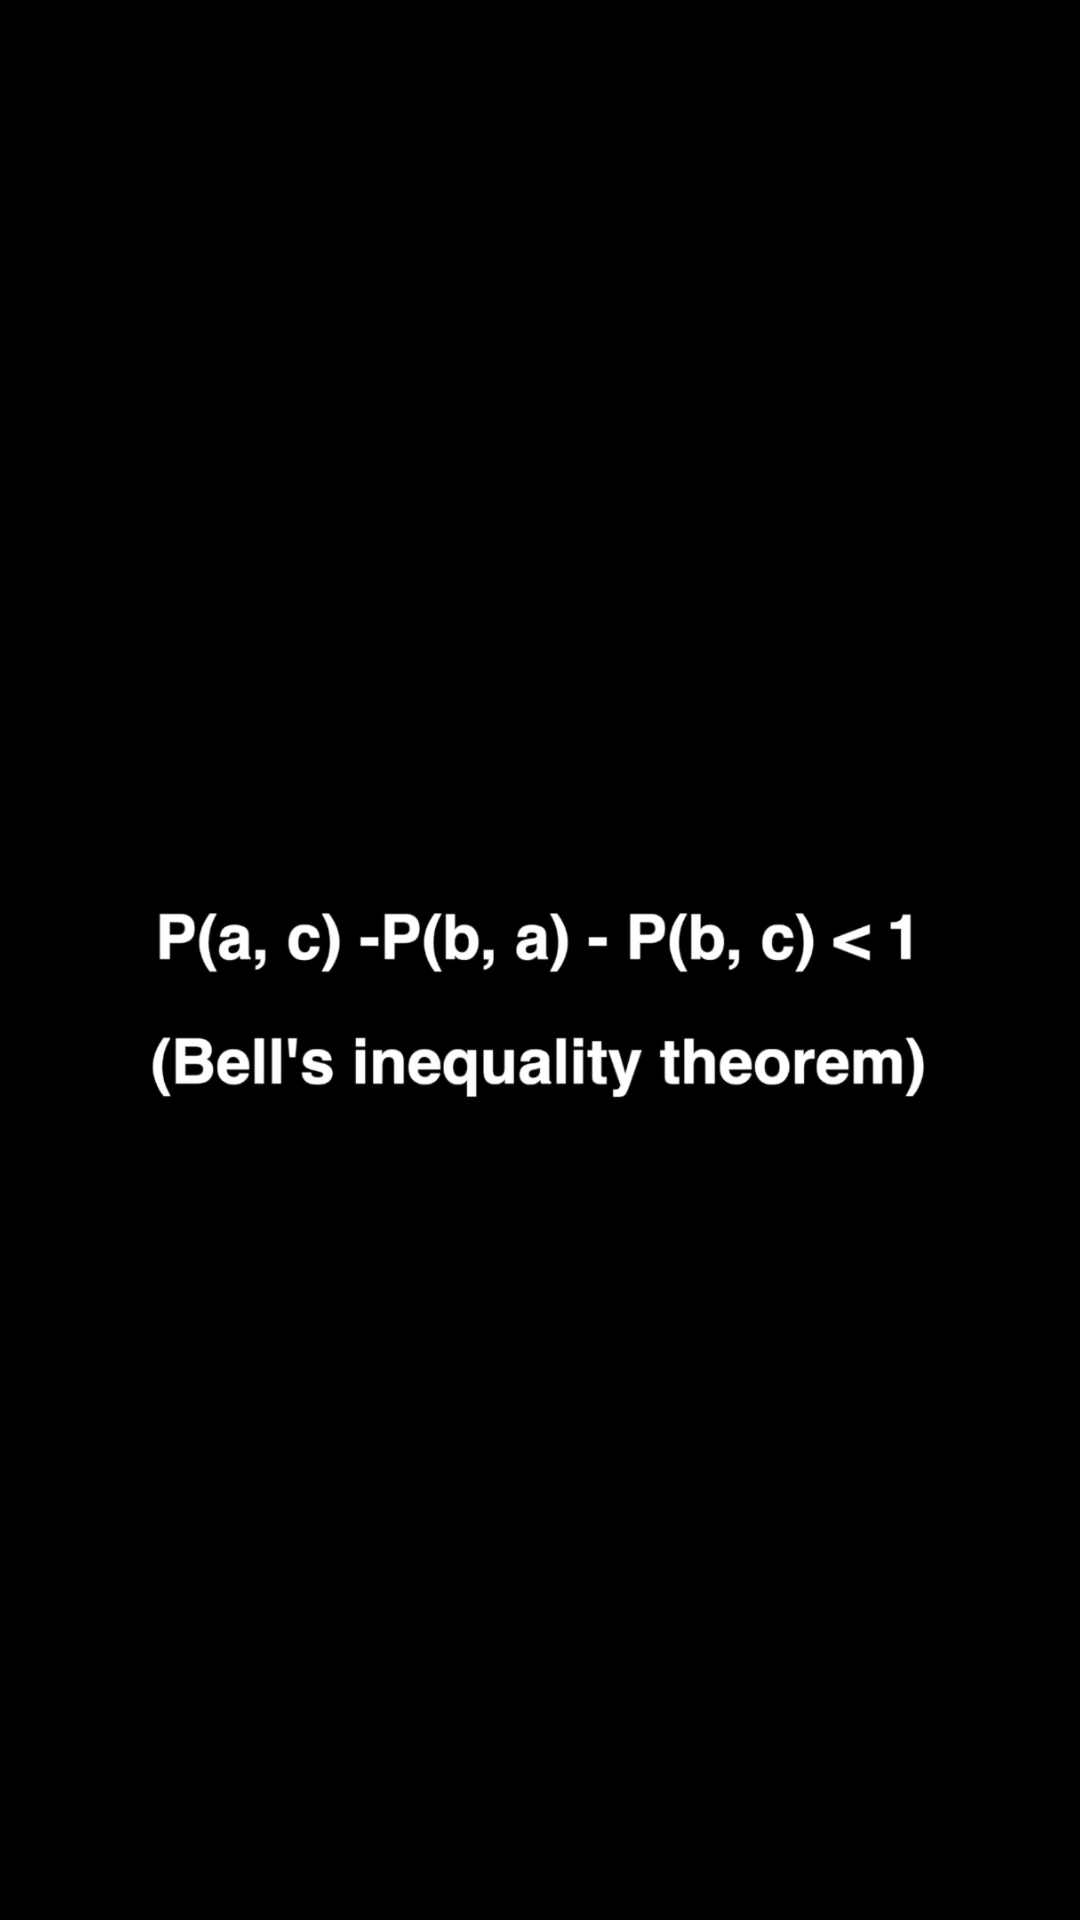 P(a, c) -P(b, a) - P(b, c) < 1
(Bell's inequality theorem)